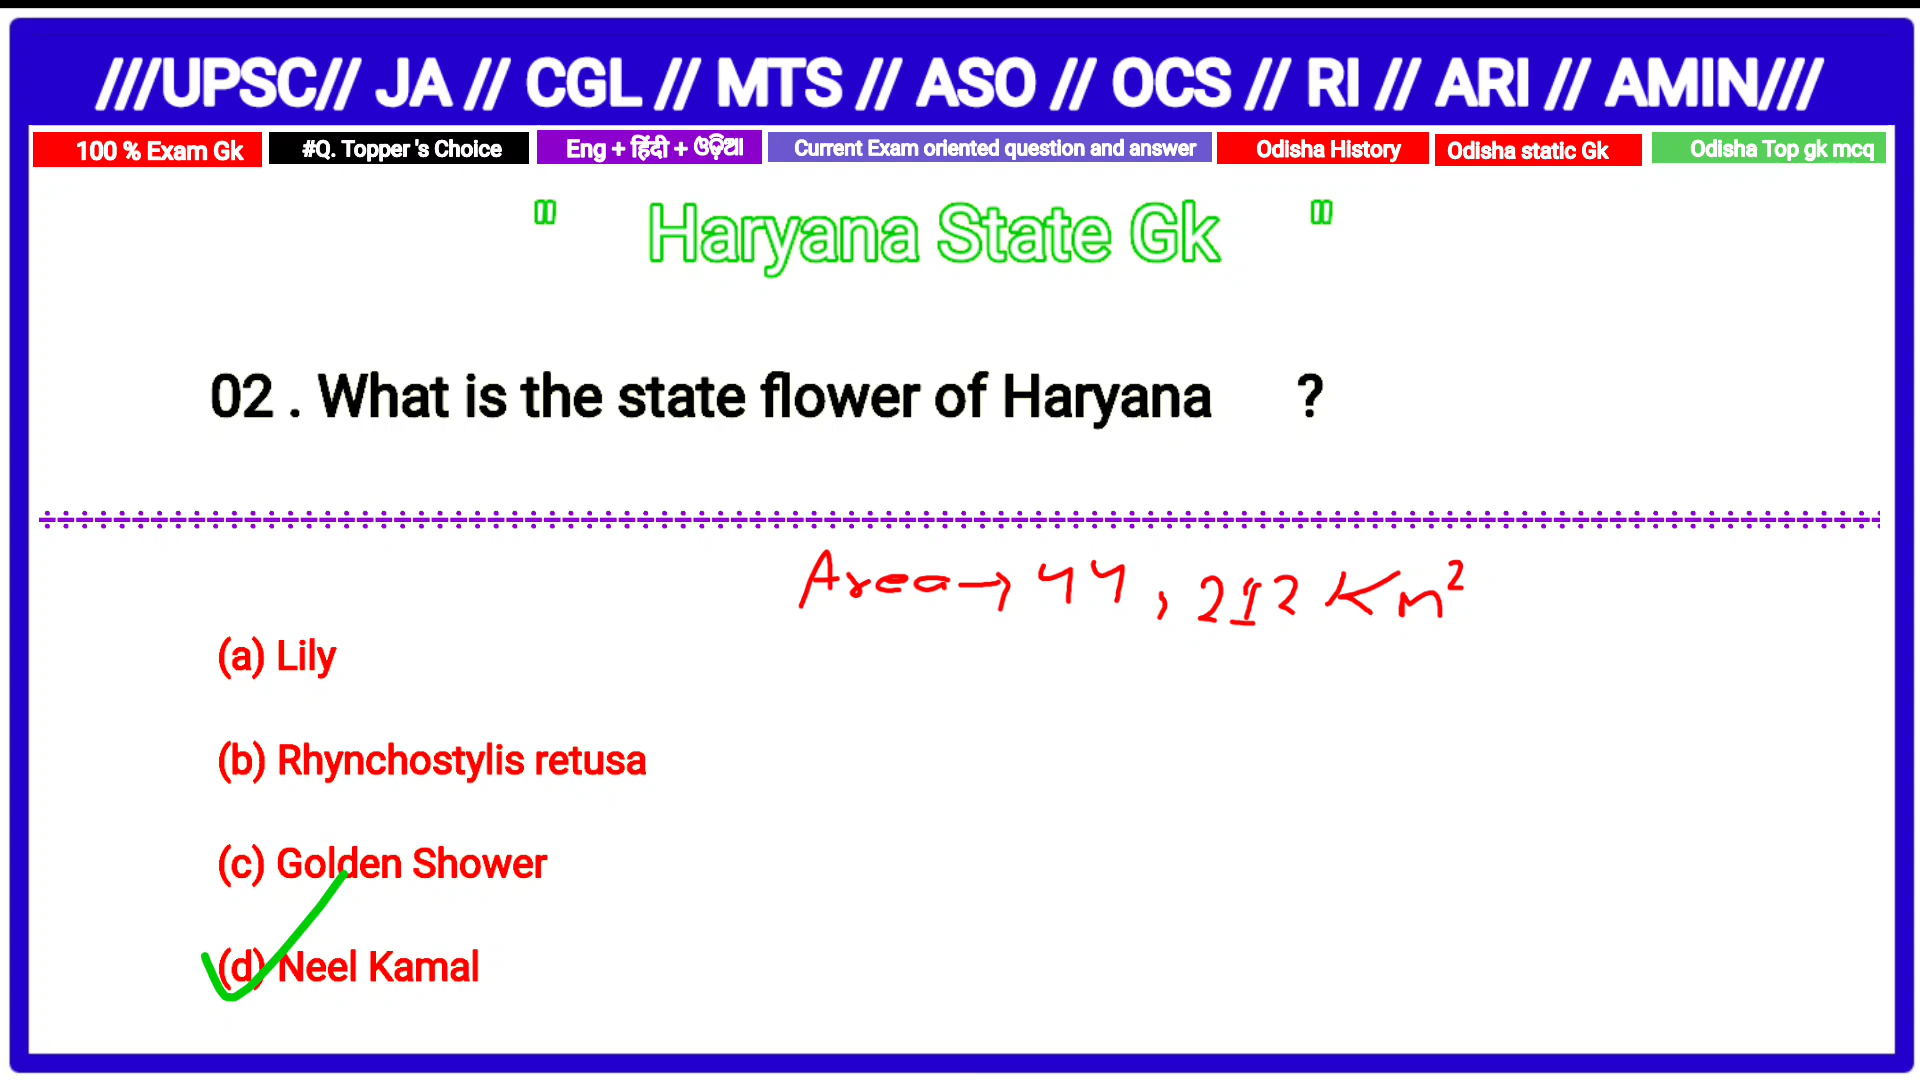 ///UPSC// JA // CGL // MTS // ASO // OCS // RI // ARI // AMIN///
100 % Exam Gk #Q. Topper 's Choice Eng + हिंदी + ଓଡ଼ିଆ Current Exam oriented question and answer Odisha History Odisha static Gk Odisha Top gk mcq
" Haryana State Gk "
02 . What is the state flower of Haryana ?
Area → 44, 212 Km²
(a) Lily
(b) Rhynchostylis retusa
(c) Golden Shower
(d) Neel Kamal